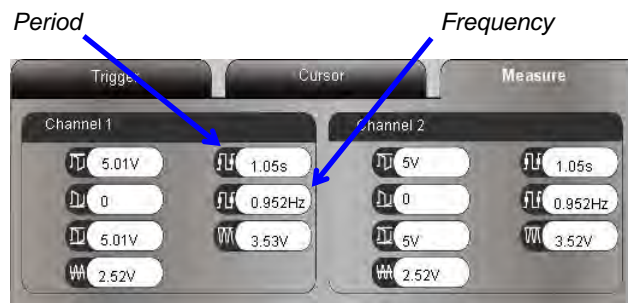 Period Frequency
Trigger Cursor Measure
Channel 1 Channel 2
5.01V 1.05s 5V 1.05s
0 0.952Hz 0 0.952Hz
5.01V 3.53V 5V 3.52V
2.52V 2.52V